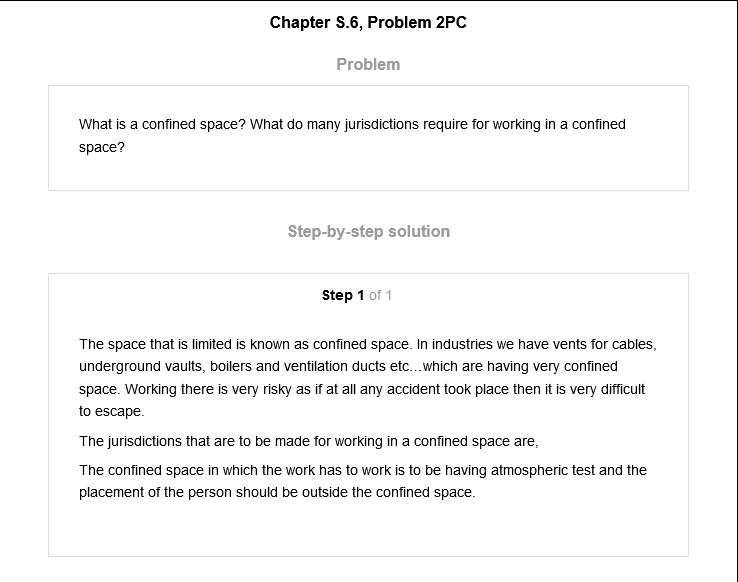 Chapter S.6, Problem 2PC
Problem
What is a confined space? What do many jurisdictions require for working in a confined
space?
Step-by-step solution
Step 1 of 1
The space that is limited is known as confined space. In industries we have vents for cables,
underground vaults, boilers and ventilation ducts etc...which are having very confined
space. Working there is very risky as if at all any accident took place then it is very difficult
to escape.
The jurisdictions that are to be made for working in a confined space are,
The confined space in which the work has to work is to be having atmospheric test and the
placement of the person should be outside the confined space.